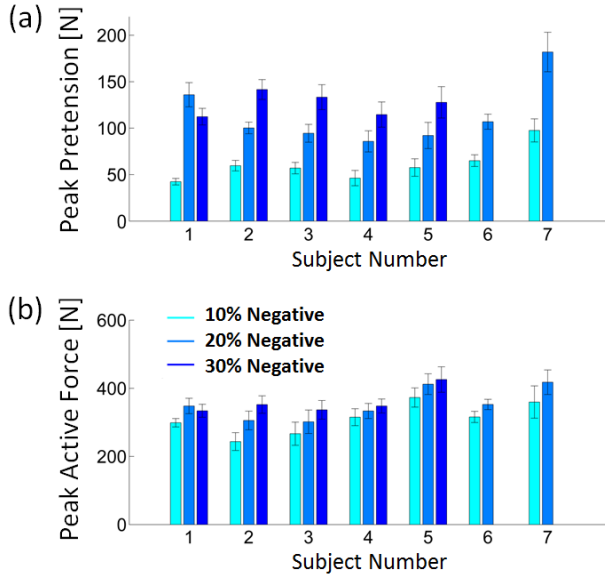 (a)
Peak Pretension [N]
200
150
100
50
0
1 2 3 4 5 6 7
Subject Number
(b)
Peak Active Force [N]
600
400
200
0
10% Negative
20% Negative
30% Negative
1 2 3 4 5 6 7
Subject Number